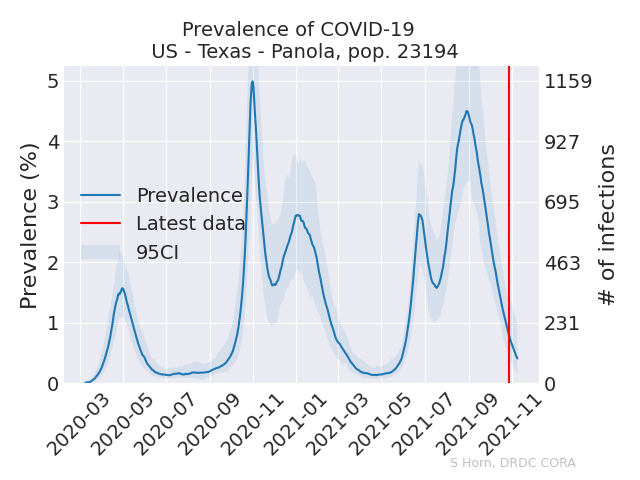 Prevalence of COVID-19
US - Texas - Panola, pop. 23194
Prevalence (%)
5
4
3
2
1
0
1159
927
695
463
231
0
# of infections
Prevalence
Latest data
95CI
2020-03
2020-05
2020-07
2020-09
2020-11
2021-01
2021-03
2021-05
2021-07
2021-09
2021-11
S Horn, DRDC CORA